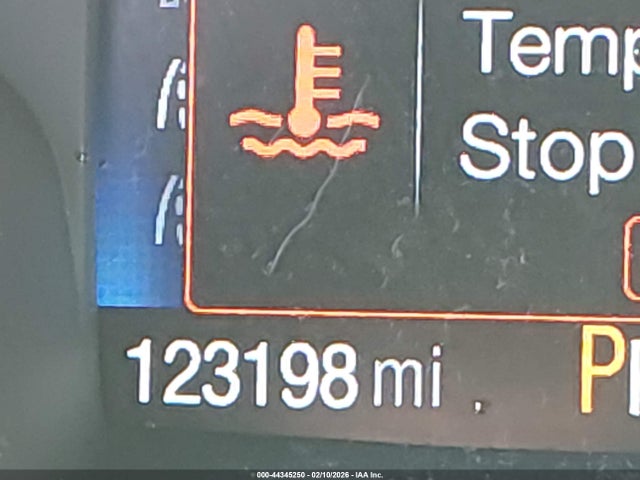 Temp
Stop
123198 mi
P
000-44345250 - 02/10/2026 - IAA Inc.